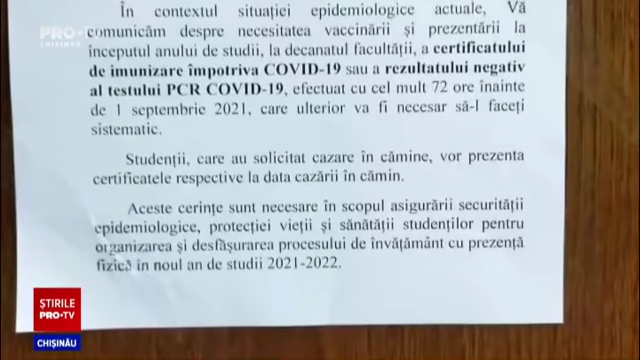 În contextul situației epidemiologice actuale, Vă
comunicăm despre necesitatea vaccinării și prezentării la
începutul anului de studii, la decanatul facultății, a certificatului
de imunizare împotriva COVID-19 sau a rezultatului negativ
al testului PCR COVID-19, efectuat cu cel mult 72 ore înainte
de 1 septembrie 2021, care ulterior va fi necesar să-l faceți
sistematic.
Studenții, care au solicitat cazare în cămine, vor prezenta
certificatele respective la data cazării în cămin.
Aceste cerințe sunt necesare în scopul asigurării securității
epidemiologice, protecției vieții și sănătății studenților pentru
organizarea și desfășurarea procesului de învățământ cu prezență
fizică în noul an de studii 2021-2022.
PRO TV
CHIȘINĂU
ȘTIRILE
PRO•TV
CHIȘINĂU